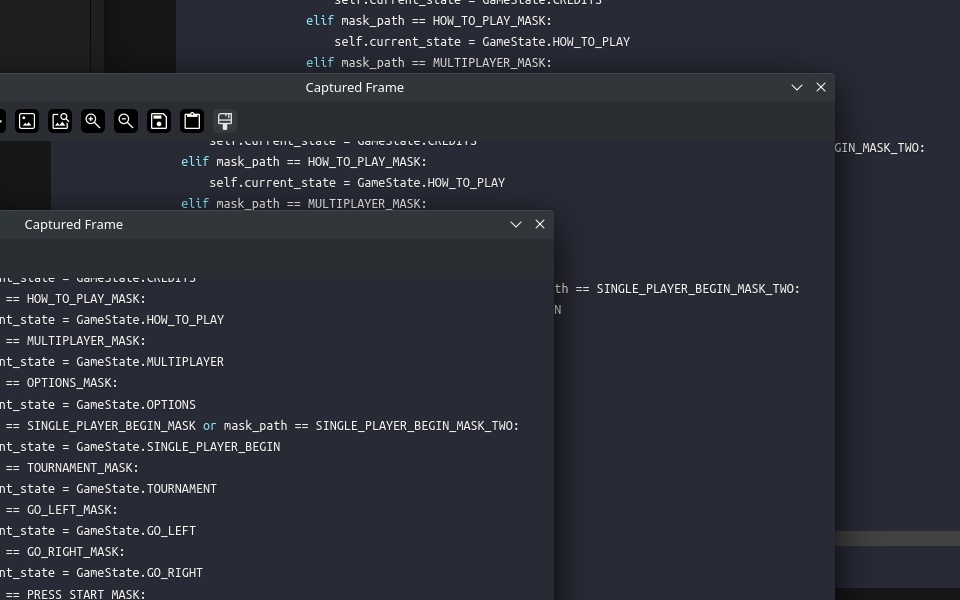 self.current_state = GameState.CREDITS
elif mask_path == HOW_TO_PLAY_MASK:
self.current_state = GameState.HOW_TO_PLAY
elif mask_path == MULTIPLAYER_MASK:
Captured Frame
GIN_MASK_TWO:
self.current_state = GameState.CREDITS
elif mask_path == HOW_TO_PLAY_MASK:
self.current_state = GameState.HOW_TO_PLAY
elif mask_path == MULTIPLAYER_MASK:
Captured Frame
th == SINGLE_PLAYER_BEGIN_MASK_TWO:
N
nt_state = GameState.CREDITS
== HOW_TO_PLAY_MASK:
nt_state = GameState.HOW_TO_PLAY
== MULTIPLAYER_MASK:
nt_state = GameState.MULTIPLAYER
== OPTIONS_MASK:
nt_state = GameState.OPTIONS
== SINGLE_PLAYER_BEGIN_MASK or mask_path == SINGLE_PLAYER_BEGIN_MASK_TWO:
nt_state = GameState.SINGLE_PLAYER_BEGIN
== TOURNAMENT_MASK:
nt_state = GameState.TOURNAMENT
== GO_LEFT_MASK:
nt_state = GameState.GO_LEFT
== GO_RIGHT_MASK:
nt_state = GameState.GO_RIGHT
== PRESS_START_MASK: